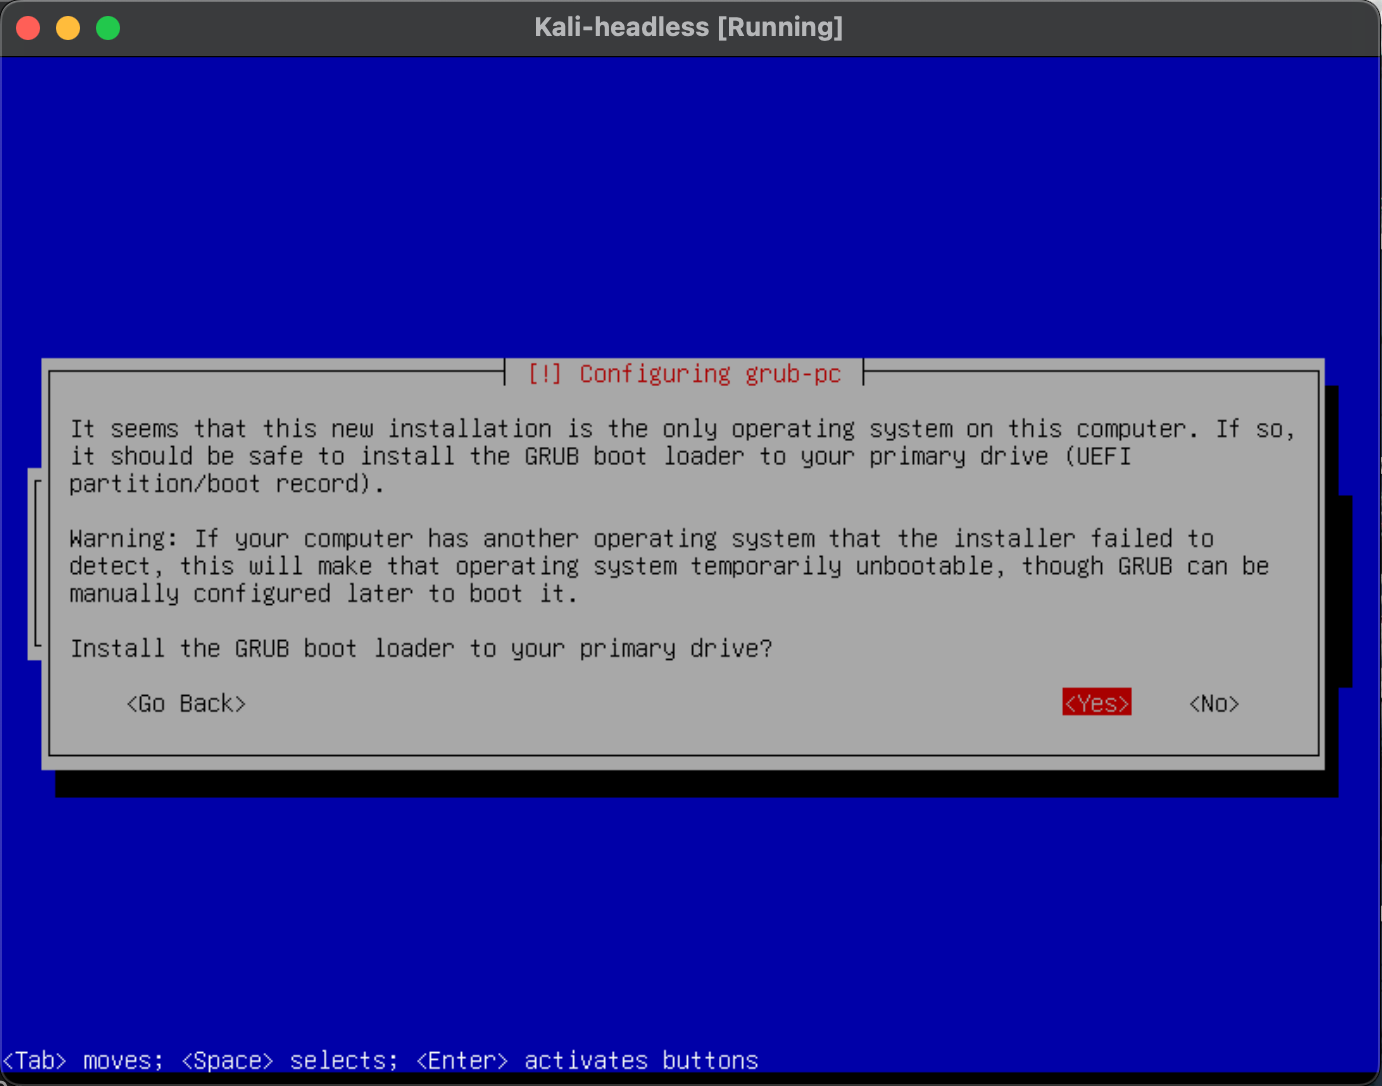 Kali-headless [Running]
[!] Configuring grub-pc
It seems that this new installation is the only operating system on this computer. If so,
it should be safe to install the GRUB boot loader to your primary drive (UEFI
partition/boot record).
Warning: If your computer has another operating system that the installer failed to
detect, this will make that operating system temporarily unbootable, though GRUB can be
manually configured later to boot it.
Install the GRUB boot loader to your primary drive?
<Go Back> <Yes> <No>
<Tab> moves; <Space> selects; <Enter> activates buttons